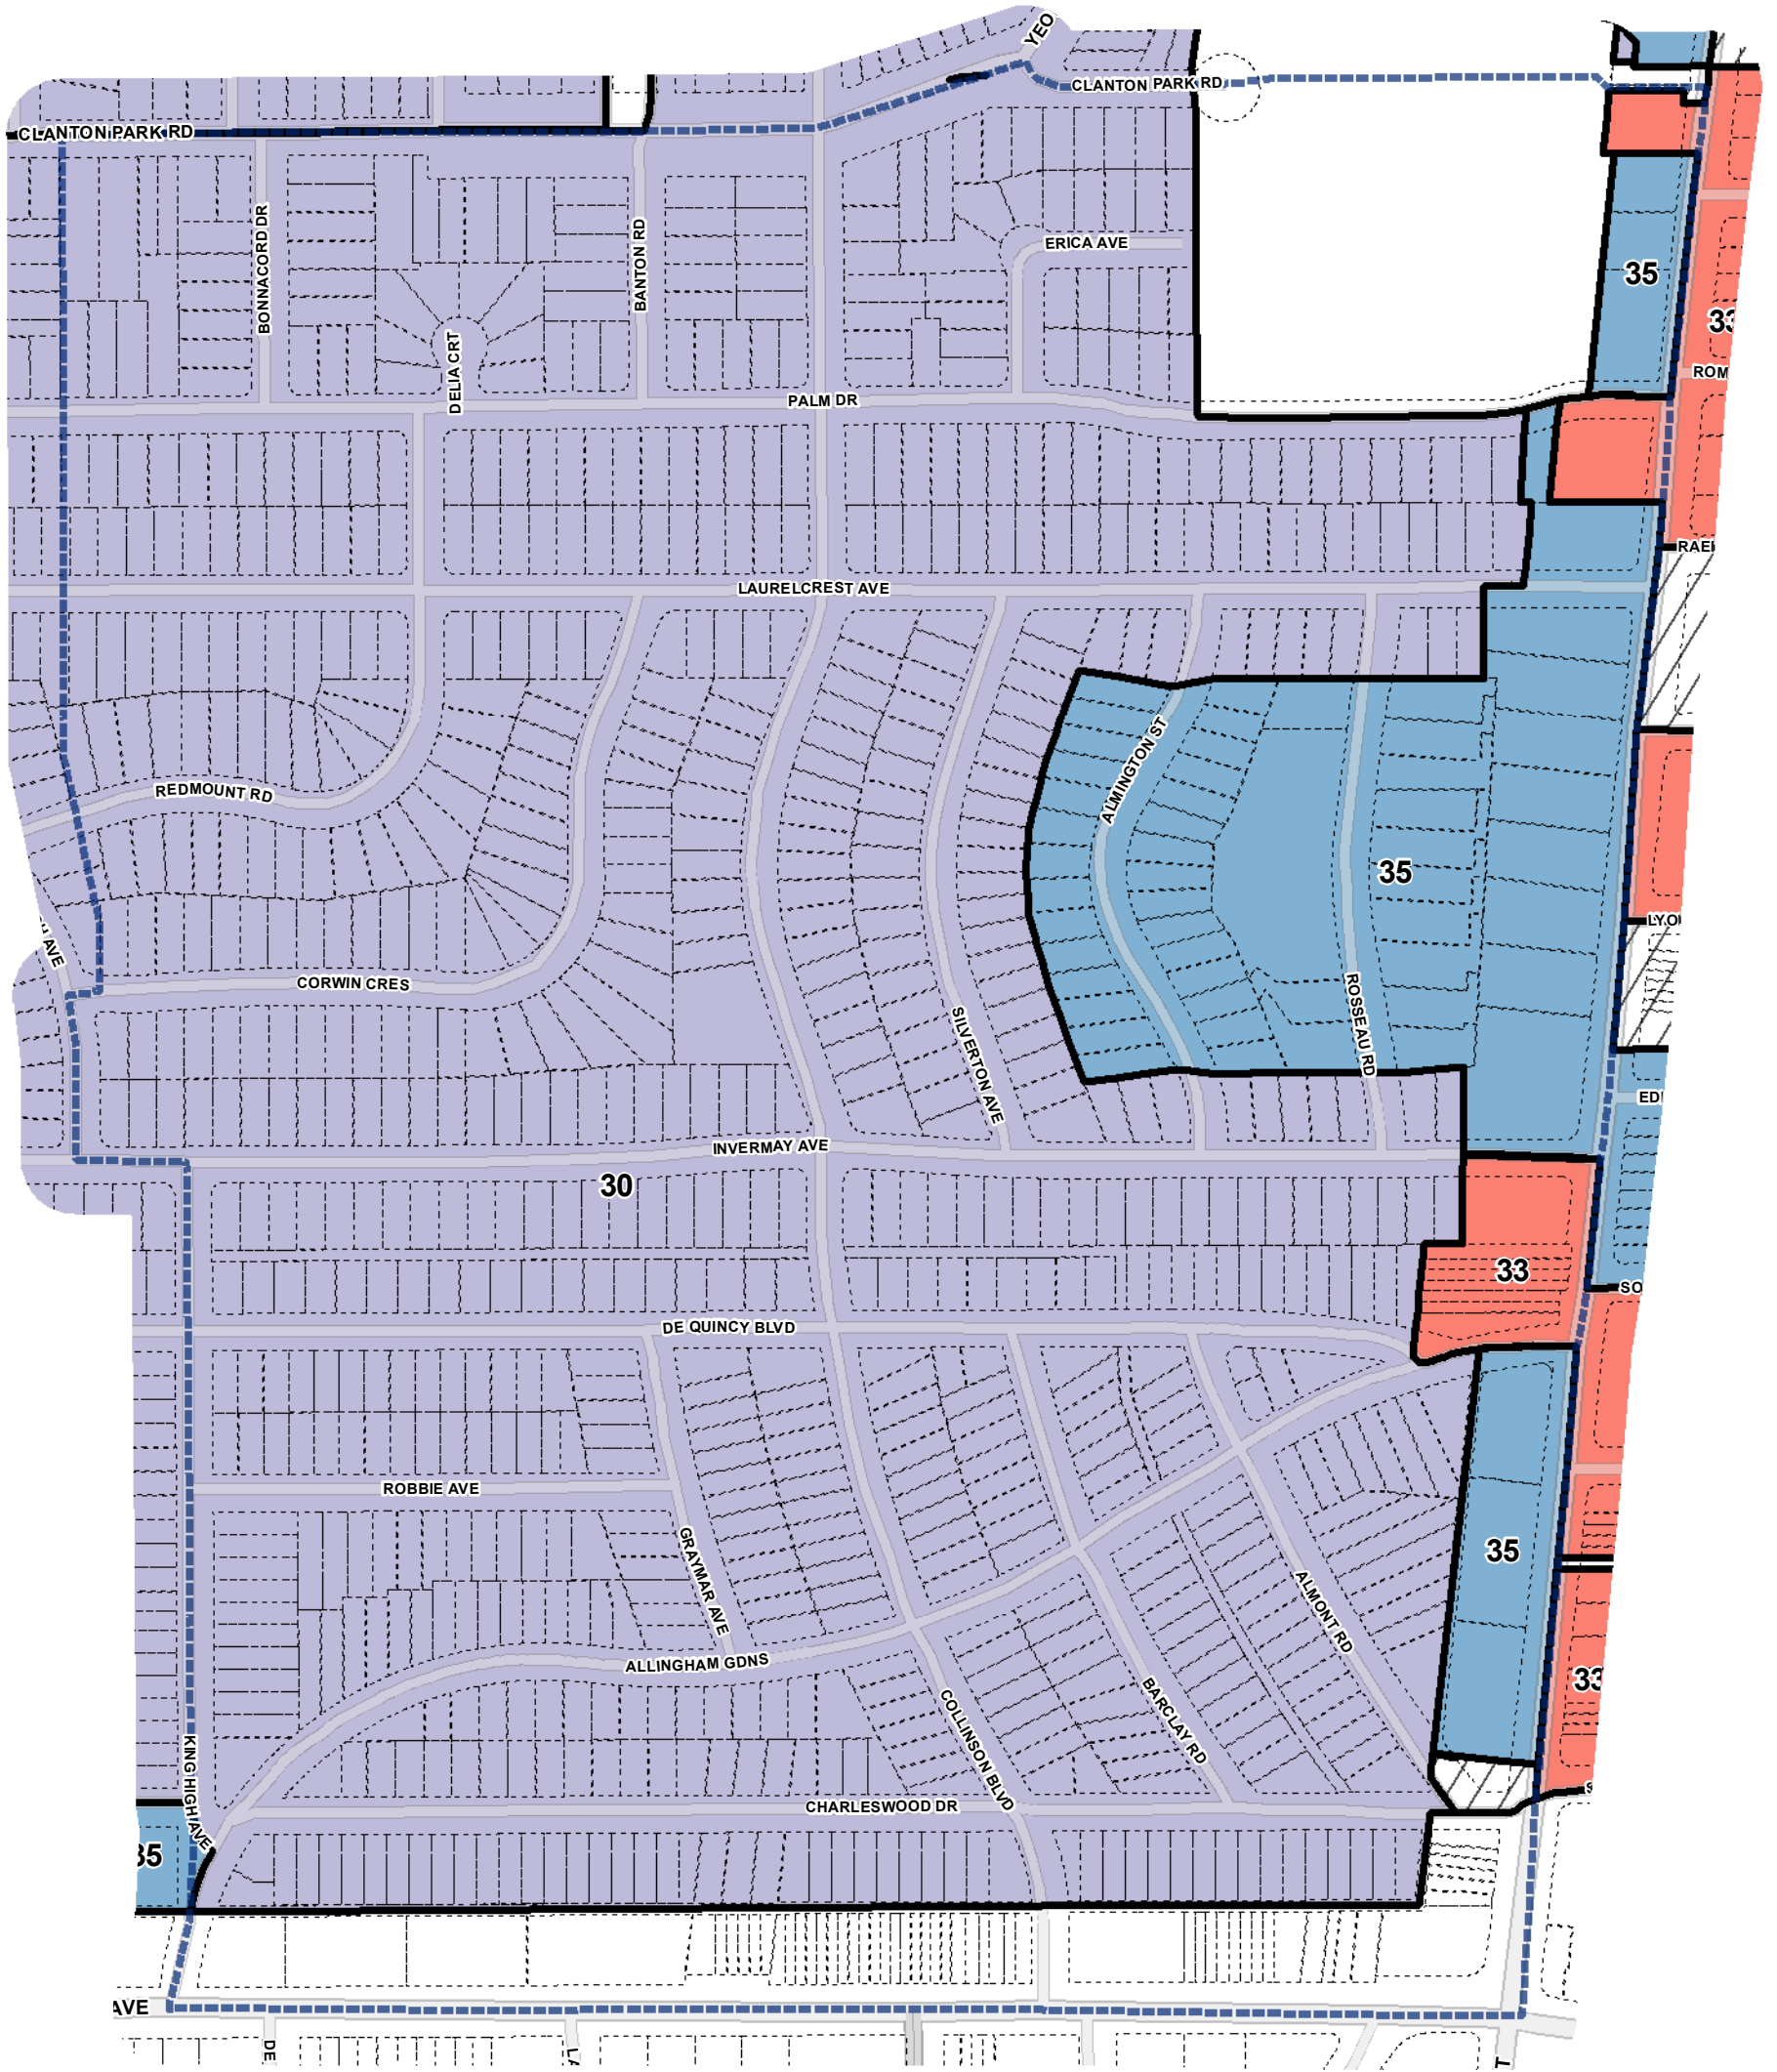 YEO
CLANTON PARK RD
CLANTON PARK RD
BONNACORD DR
BANTON RD
ERICA AVE
35
33
DELIA CRT
ROM
PALM DR
RAE
LAURELCREST AVE
ALMINGTON ST
REDMOUNT RD
35
LYO
AVE
CORWIN CRES
ROSSEAU RD
SILVERTON AVE
EDI
INVERMAY AVE
30
33
SO
DE QUINCY BLVD
ROBBIE AVE
35
GRAYMAR AVE
ALMONT RD
ALLINGHAM GDNS
33
COLLINSON BLVD
BARCLAY RD
KING HIGH AVE
S
CHARLESWOOD DR
35
AVE
DE
LA
T